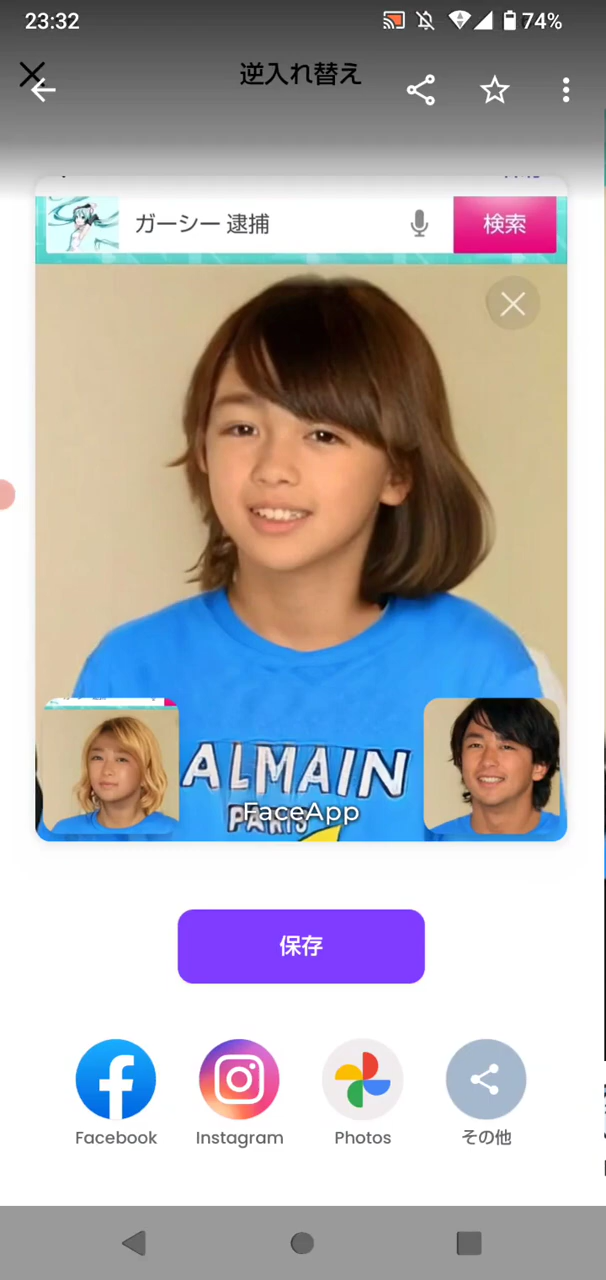 23:32
74%
逆入れ替え
ガーシー 逮捕
検索
ALMAIN
PARIS
FaceApp
保存
Facebook
Instagram
Photos
その他